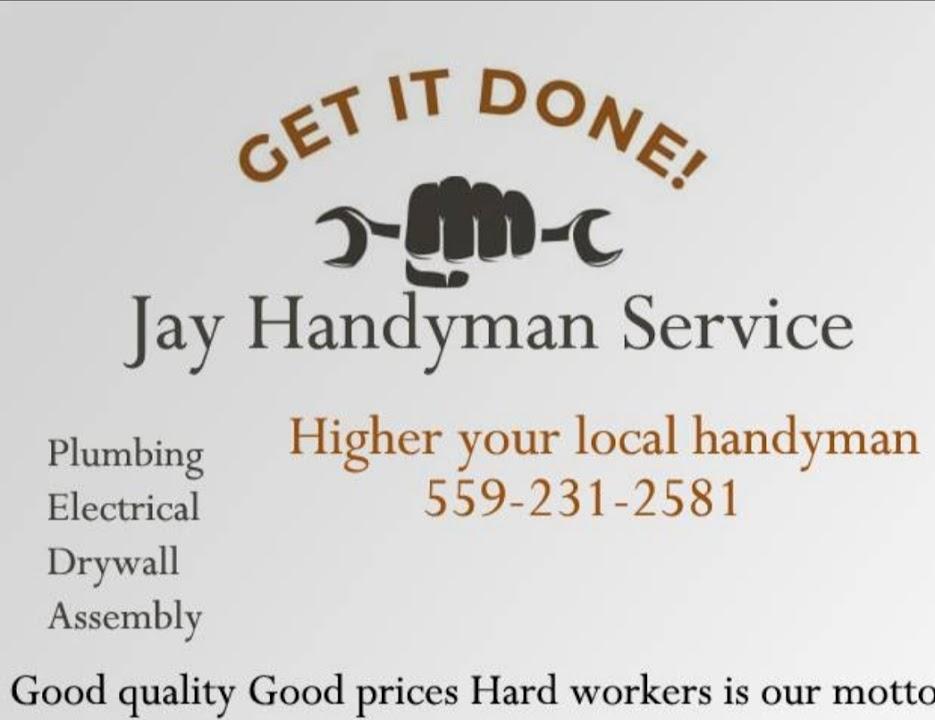 GET IT DONE!
Jay Handyman Service
Higher your local handyman
559-231-2581
Plumbing
Electrical
Drywall
Assembly
Good quality Good prices Hard workers is our motto